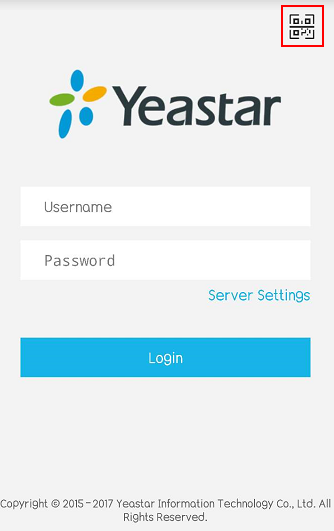 Yeastar
Username
Password
Server Settings
Login
Copyright © 2015-2017 Yeastar Information Technology Co., Ltd. All
Rights Reserved.